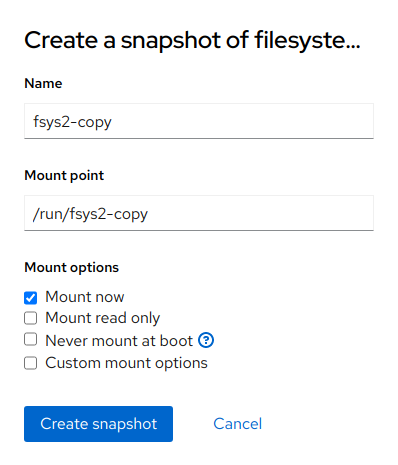 Create a snapshot of filesyste...
Name
fsys2-copy
Mount point
/run/fsys2-copy
Mount options
Mount now
Mount read only
Never mount at boot ?
Custom mount options
Create snapshot Cancel